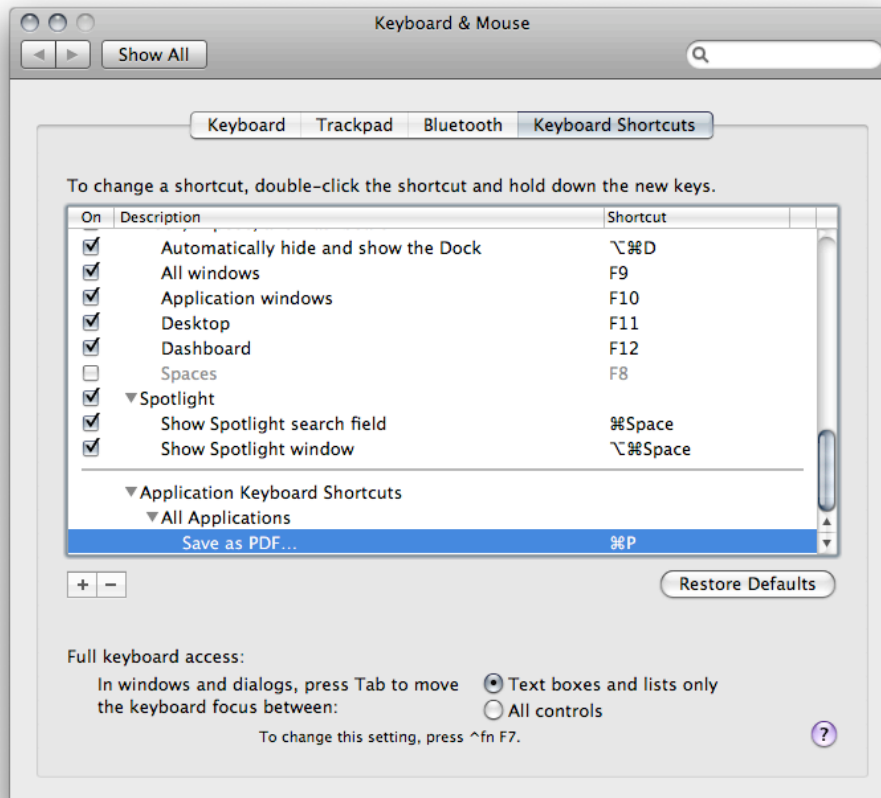 Keyboard & Mouse
Show All
Keyboard Trackpad Bluetooth Keyboard Shortcuts
To change a shortcut, double-click the shortcut and hold down the new keys.
On Description Shortcut
Automatically hide and show the Dock ⌥⌘D
All windows F9
Application windows F10
Desktop F11
Dashboard F12
Spaces F8
Spotlight
Show Spotlight search field ⌘Space
Show Spotlight window ⌥⌘Space
Application Keyboard Shortcuts
All Applications
Save as PDF... ⌘P
+ −
Restore Defaults
Full keyboard access:
In windows and dialogs, press Tab to move
the keyboard focus between:
Text boxes and lists only
All controls
To change this setting, press ^fn F7.
?